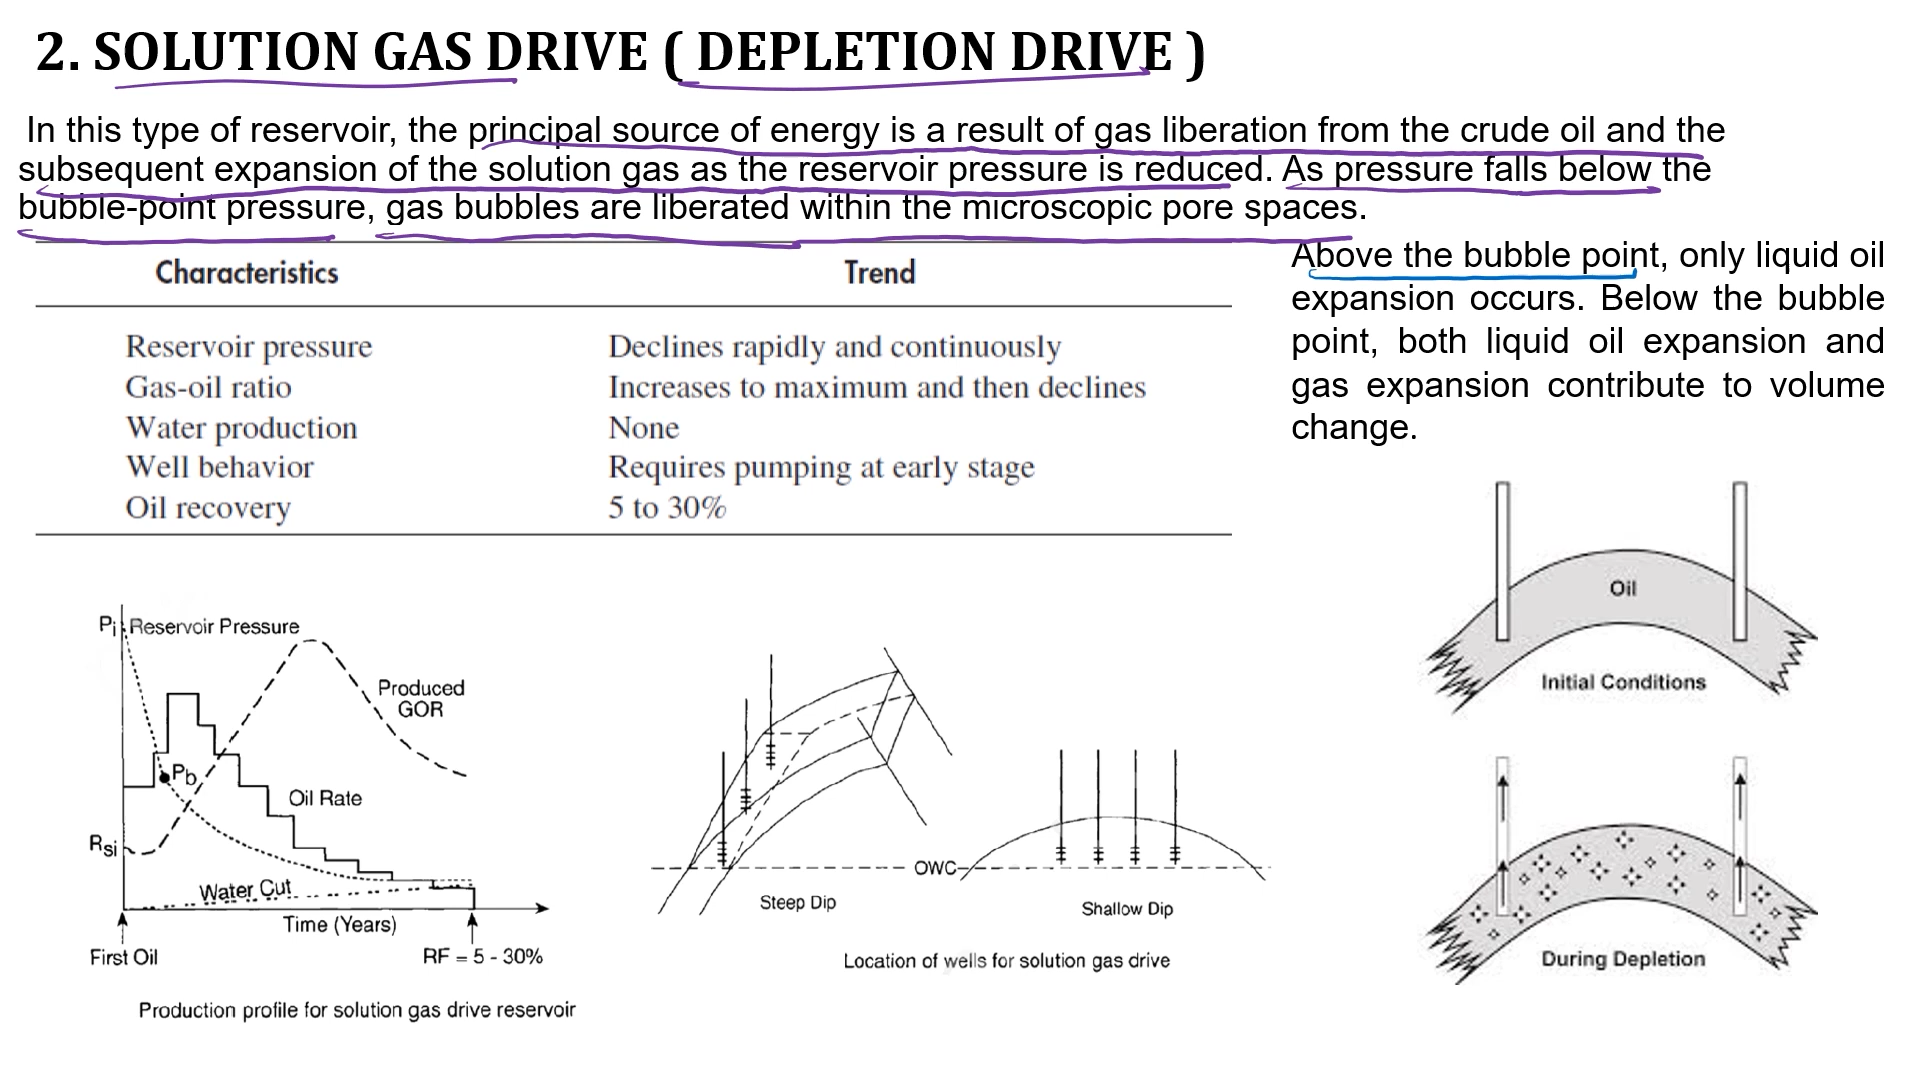 2. SOLUTION GAS DRIVE ( DEPLETION DRIVE )
In this type of reservoir, the principal source of energy is a result of gas liberation from the crude oil and the
subsequent expansion of the solution gas as the reservoir pressure is reduced. As pressure falls below the
bubble-point pressure, gas bubbles are liberated within the microscopic pore spaces.
Characteristics Trend
Reservoir pressure Declines rapidly and continuously
Gas-oil ratio Increases to maximum and then declines
Water production None
Well behavior Requires pumping at early stage
Oil recovery 5 to 30%
Above the bubble point, only liquid oil
expansion occurs. Below the bubble
point, both liquid oil expansion and
gas expansion contribute to volume
change.
Pi Reservoir Pressure
Produced
GOR
Pb
Oil Rate
Rsi
Water Cut
Time (Years)
First Oil
RF = 5 - 30%
Production profile for solution gas drive reservoir
OWC
Steep Dip
Shallow Dip
Location of wells for solution gas drive
Oil
Initial Conditions
During Depletion